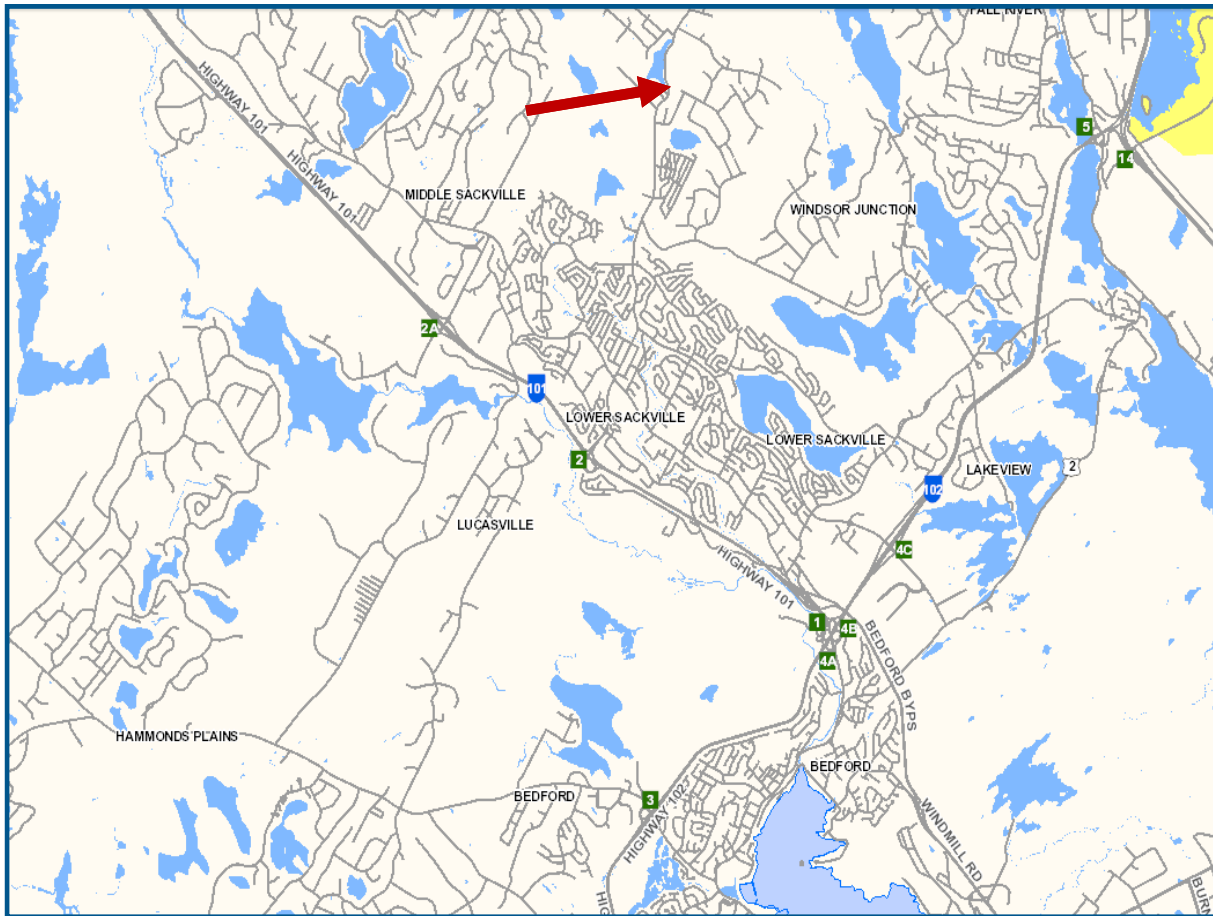 FALL RIVER
HIGHWAY 101
HIGHWAY 101
5
14
MIDDLE SACKVILLE
WINDSOR JUNCTION
2A
101
LOWER SACKVILLE
LOWER SACKVILLE
2
LAKEVIEW
2
102
LUCASVILLE
4C
HIGHWAY 101
1
4B
4A
BEDFORD BYPS
HAMMONDS PLAINS
BEDFORD
BEDFORD
3
HIGHWAY 102
WINDMILL RD